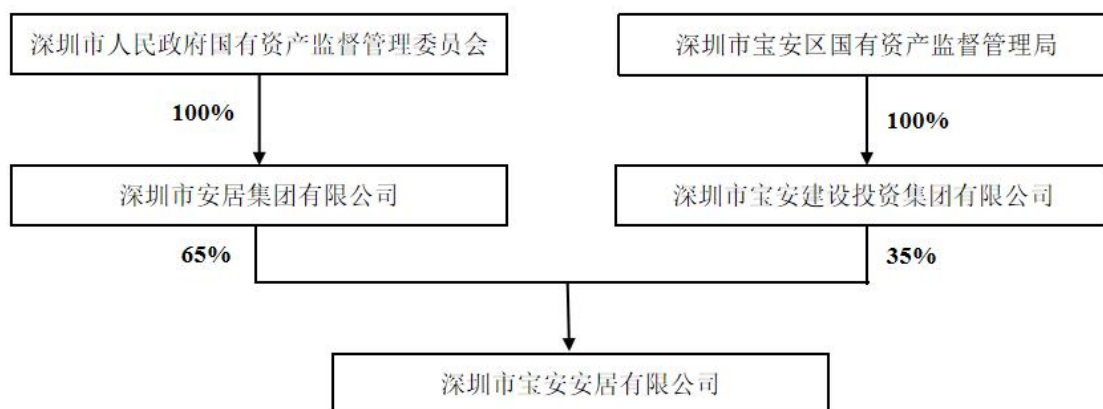 深圳市人民政府国有资产监督管理委员会
深圳市宝安区国有资产监督管理局
100%
100%
深圳市安居集团有限公司
深圳市宝安建设投资集团有限公司
65%
35%
深圳市宝安安居有限公司